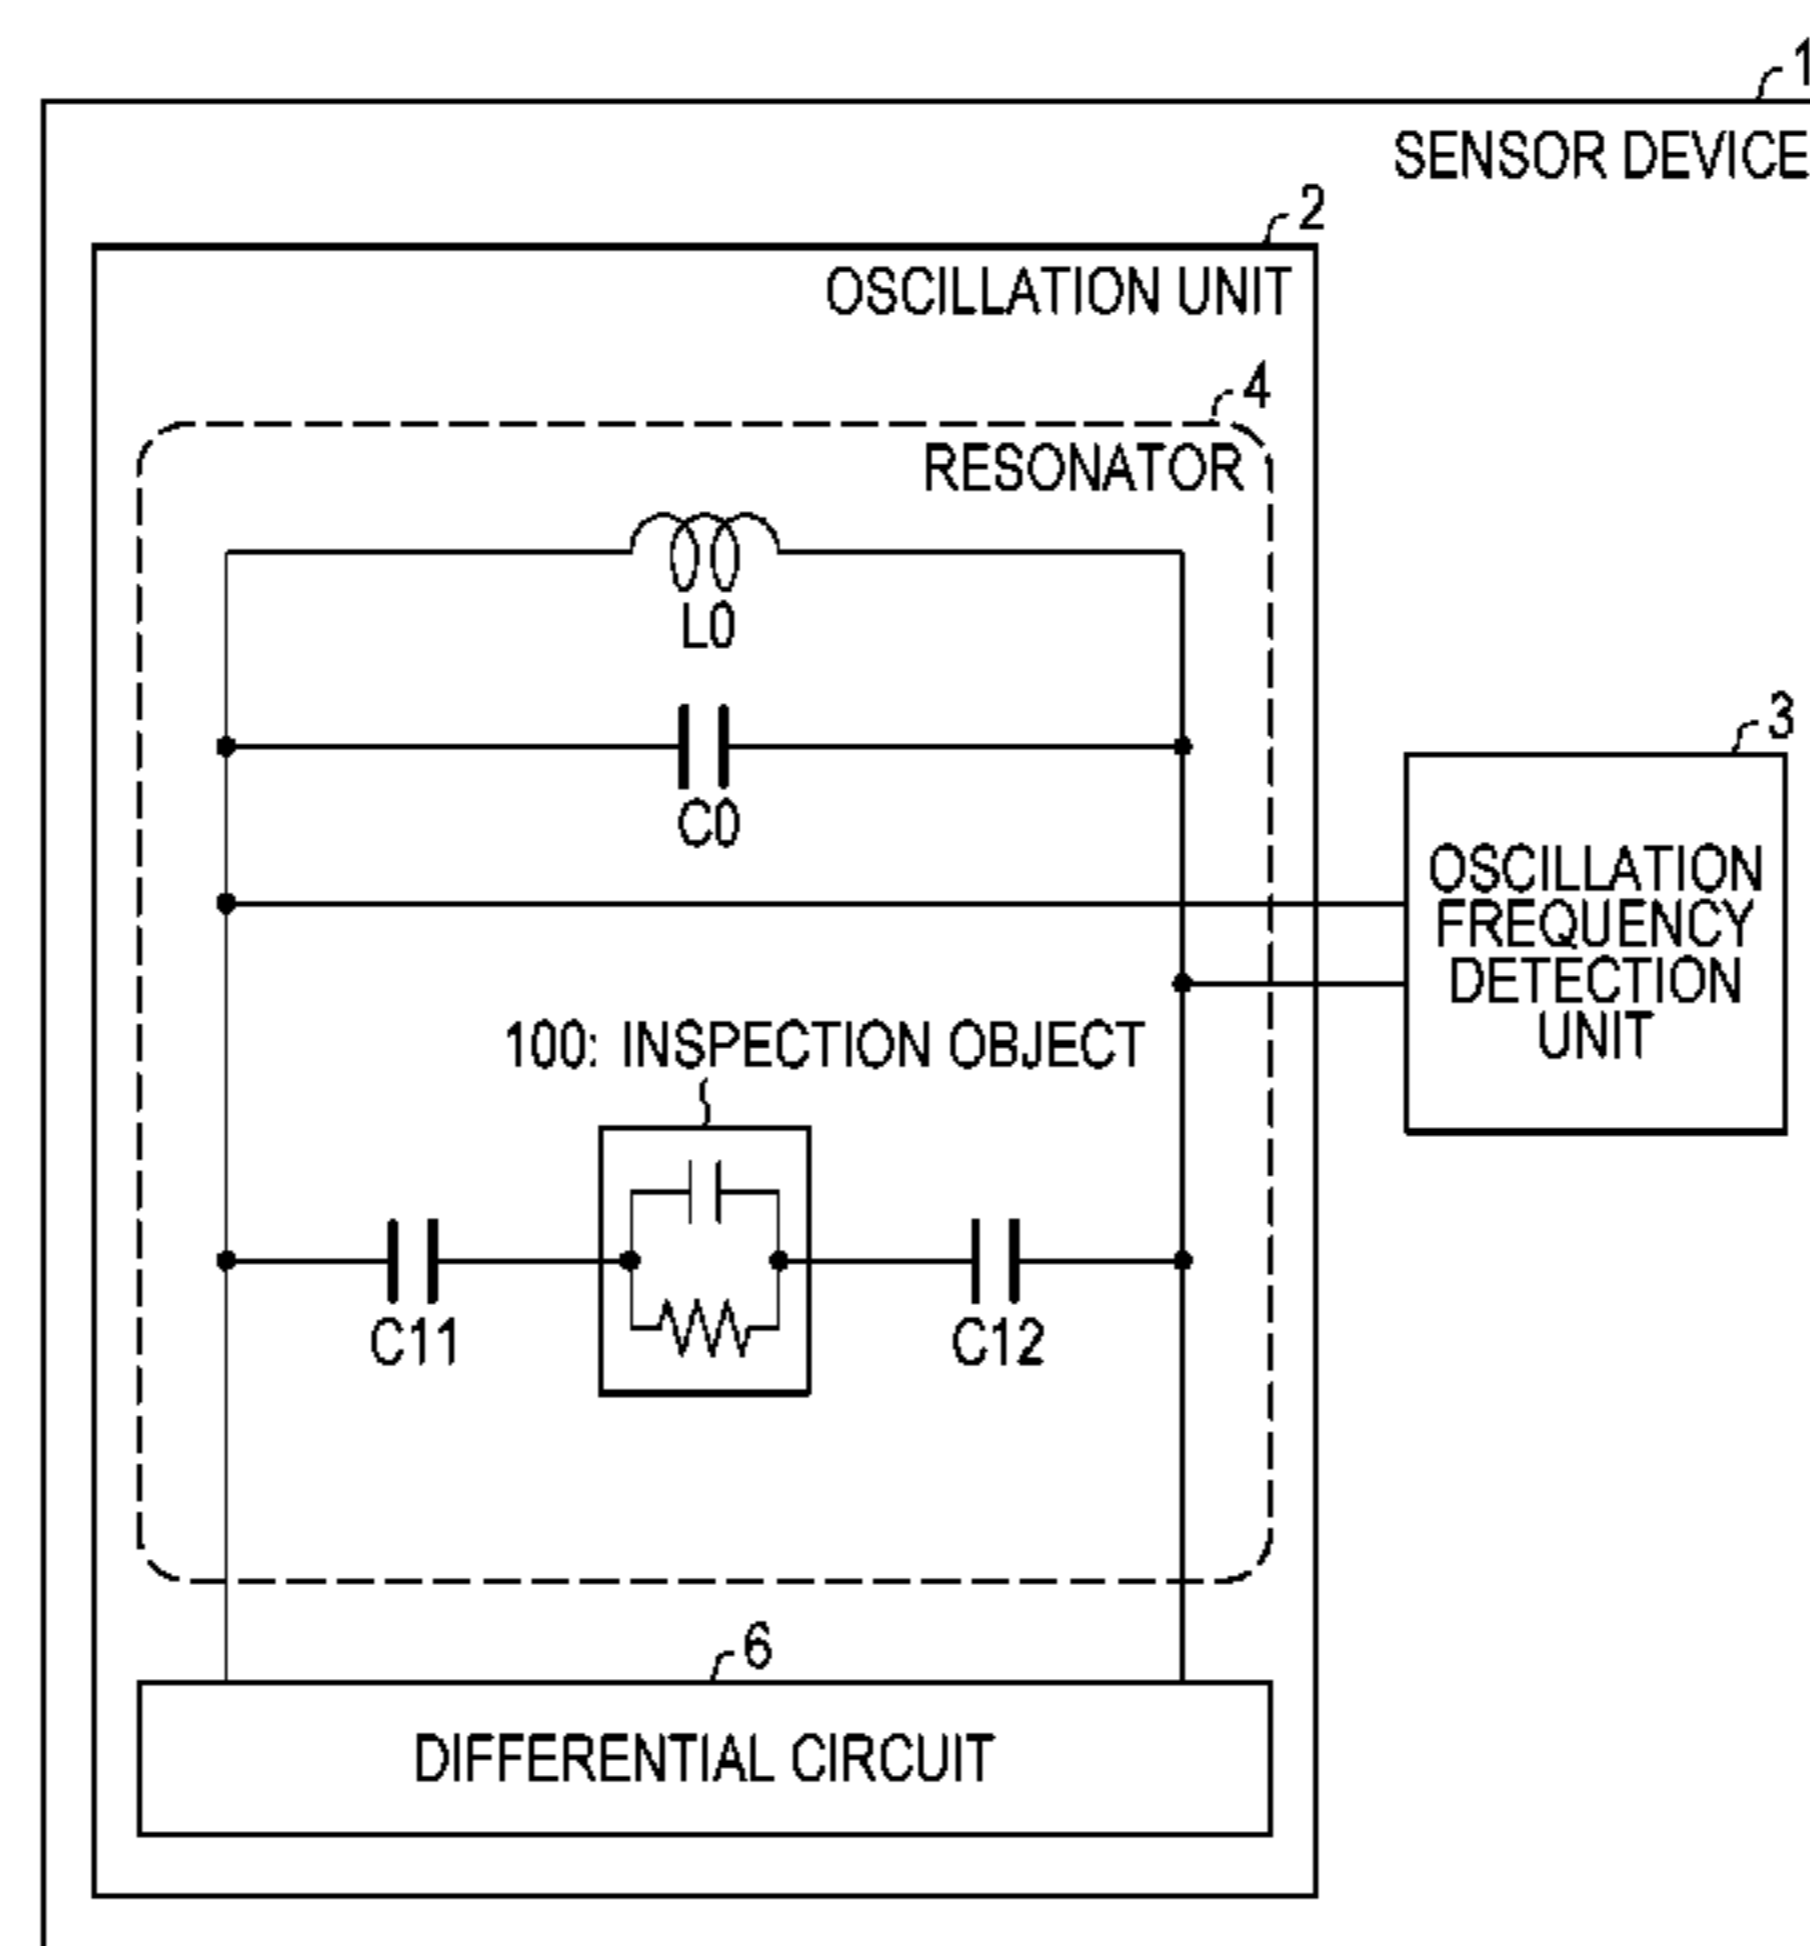 1
SENSOR DEVICE
2
OSCILLATION UNIT
4
RESONATOR
L0
C0
3
OSCILLATION
FREQUENCY
DETECTION
UNIT
100: INSPECTION OBJECT
C11
C12
6
DIFFERENTIAL CIRCUIT